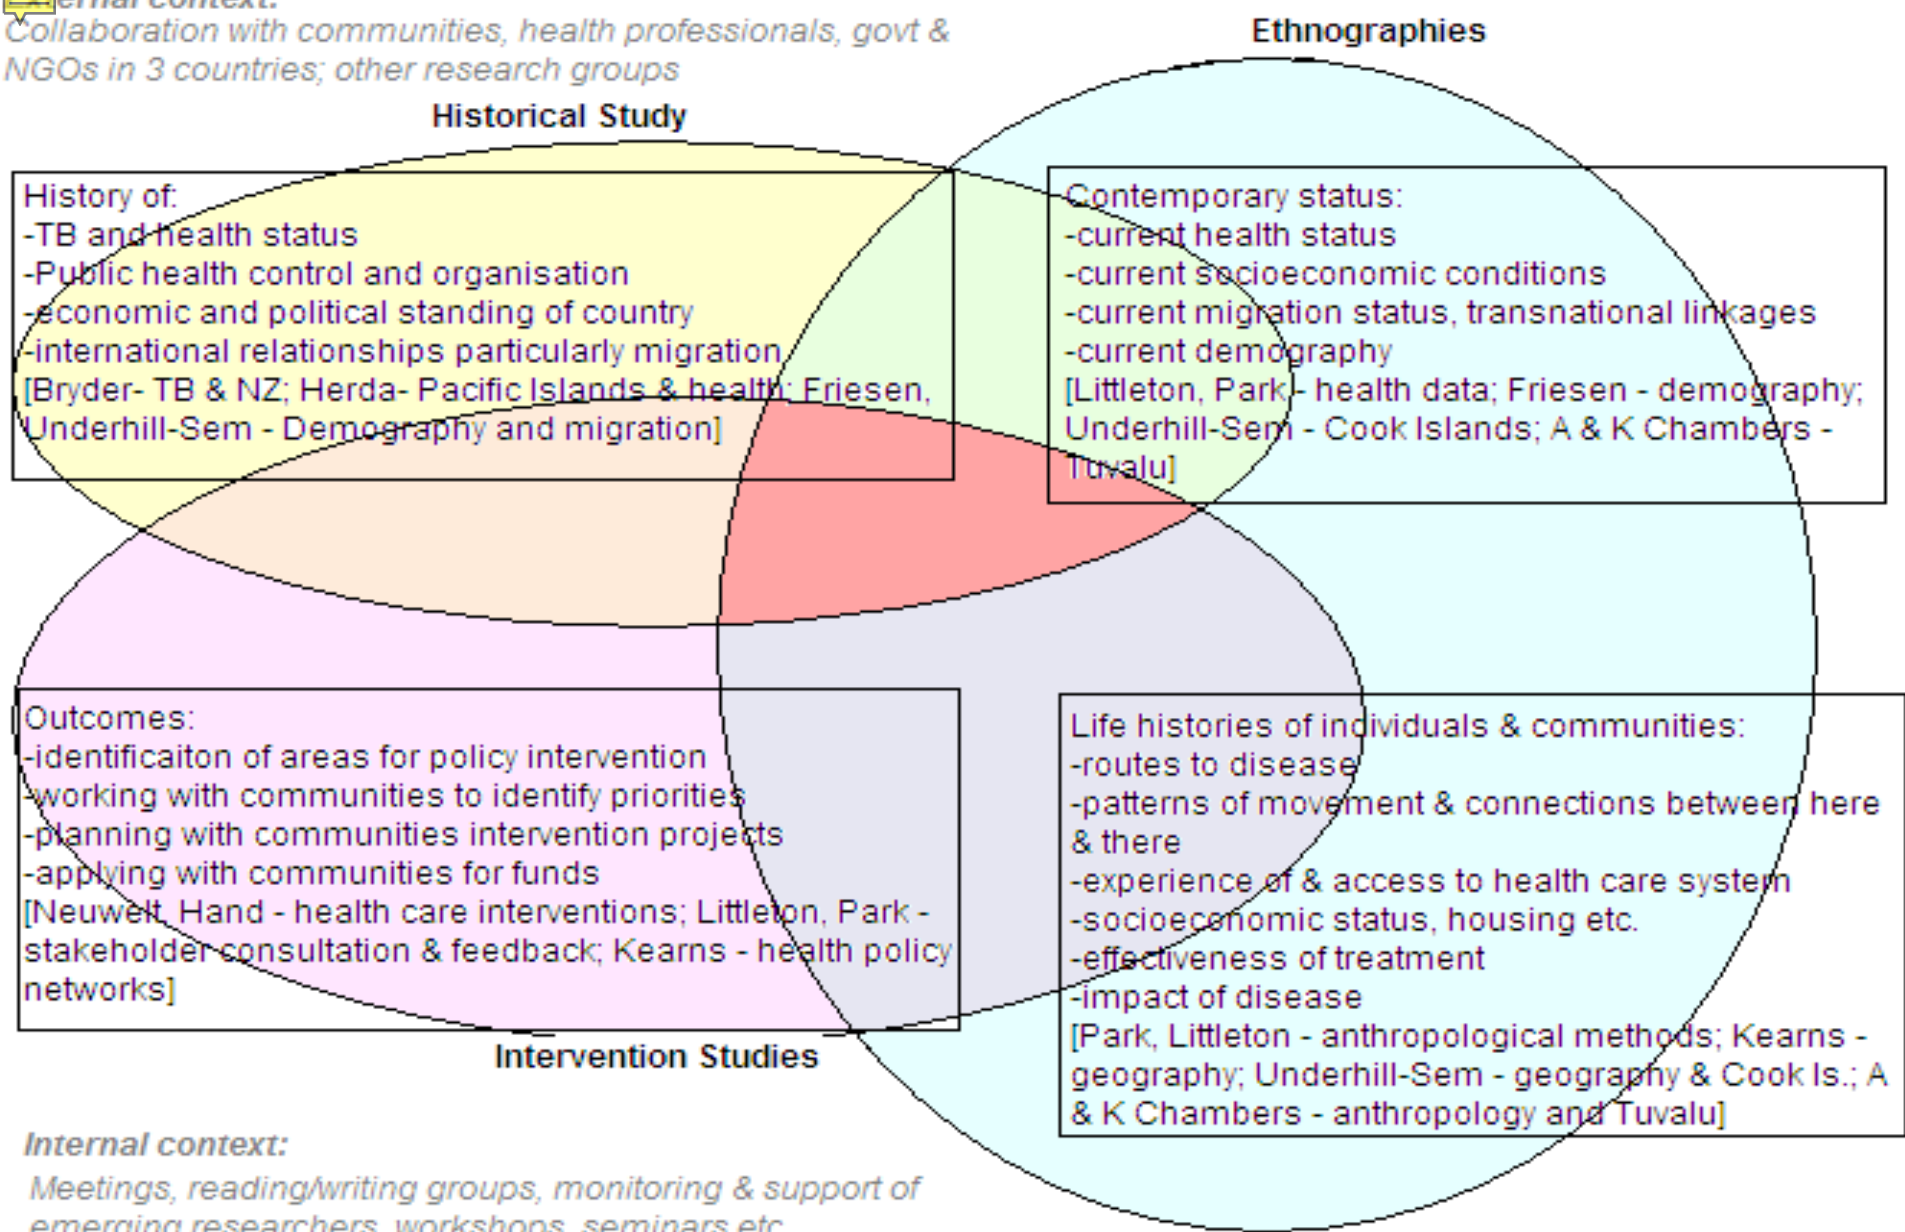 External context:
Collaboration with communities, health professionals, govt &
NGOs in 3 countries; other research groups
Ethnographies
Historical Study
History of:
-TB and health status
-Public health control and organisation
-economic and political standing of country
-international relationships particularly migration
[Bryder- TB & NZ; Herda- Pacific Islands & health; Friesen,
Underhill-Sem - Demography and migration]
Contemporary status:
-current health status
-current socioeconomic conditions
-current migration status, transnational linkages
-current demography
[Littleton, Park - health data; Friesen - demography;
Underhill-Sem - Cook Islands; A & K Chambers -
Tuvalu]
Outcomes:
-identificaiton of areas for policy intervention
-working with communities to identify priorities
-planning with communities intervention projects
-applying with communities for funds
[Neuwelt, Hand - health care interventions; Littleton, Park -
stakeholder consultation & feedback; Kearns - health policy
networks]
Life histories of individuals & communities:
-routes to disease
-patterns of movement & connections between here
& there
-experience of & access to health care system
-socioeconomic status, housing etc.
-effectiveness of treatment
-impact of disease
[Park, Littleton - anthropological methods; Kearns -
geography; Underhill-Sem - geography & Cook Is.; A
& K Chambers - anthropology and Tuvalu]
Intervention Studies
Internal context:
Meetings, reading/writing groups, monitoring & support of
emerging researchers, workshops, seminars etc